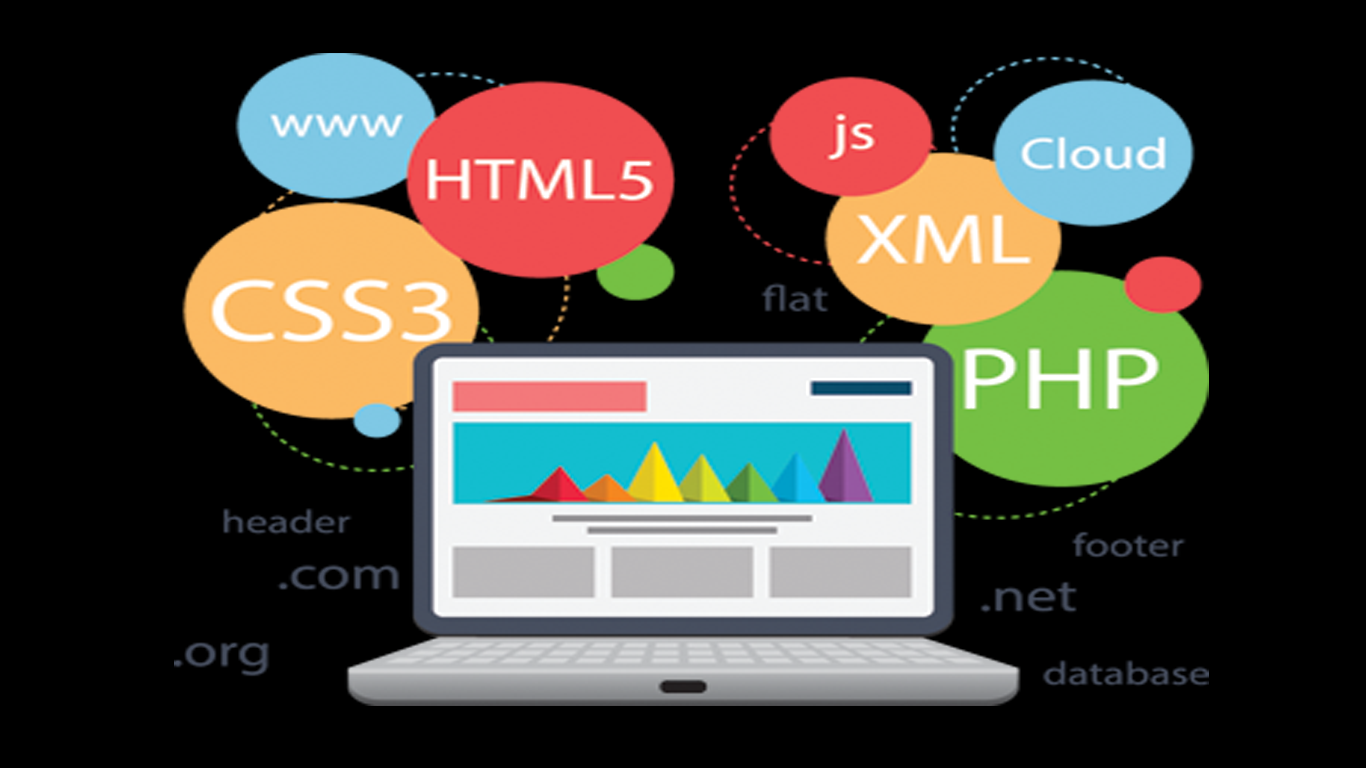 www
HTML5
CSS3
js
Cloud
XML
flat
PHP
header
.com
.org
footer
.net
database